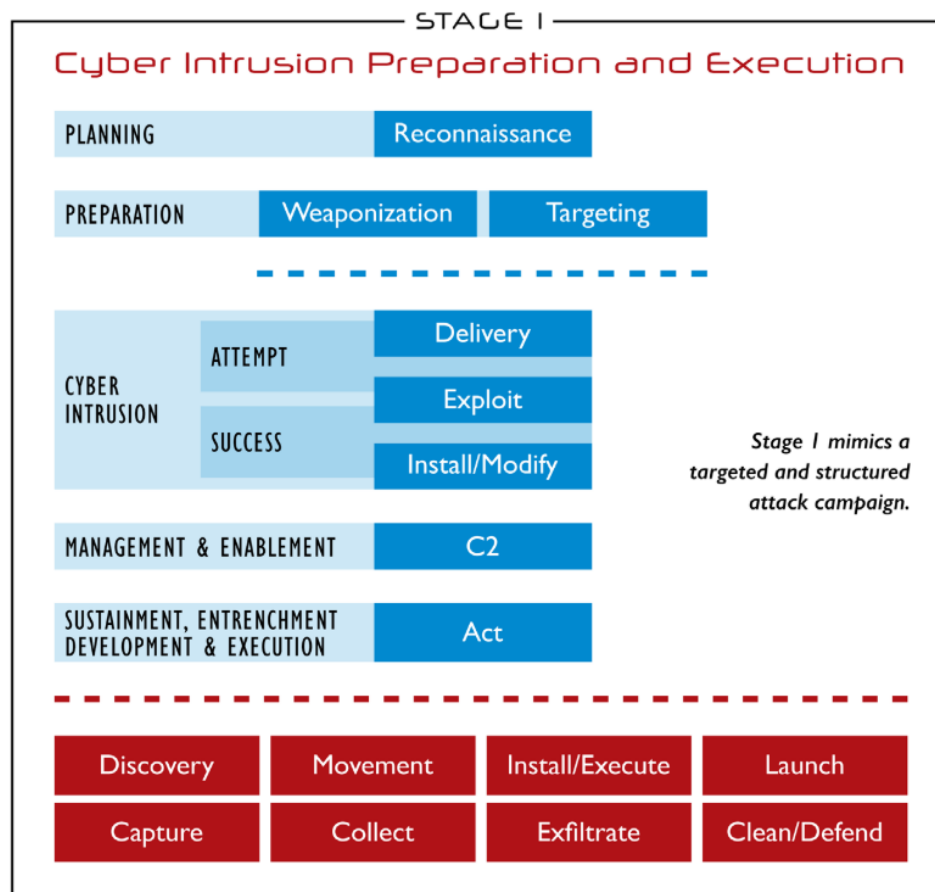 STAGE 1
Cyber Intrusion Preparation and Execution
PLANNING
Reconnaissance
PREPARATION
Weaponization
Targeting
CYBER
INTRUSION
ATTEMPT
SUCCESS
Delivery
Exploit
Install/Modify
Stage 1 mimics a
targeted and structured
attack campaign.
MANAGEMENT & ENABLEMENT
C2
SUSTAINMENT, ENTRENCHMENT
DEVELOPMENT & EXECUTION
Act
Discovery
Movement
Install/Execute
Launch
Capture
Collect
Exfiltrate
Clean/Defend